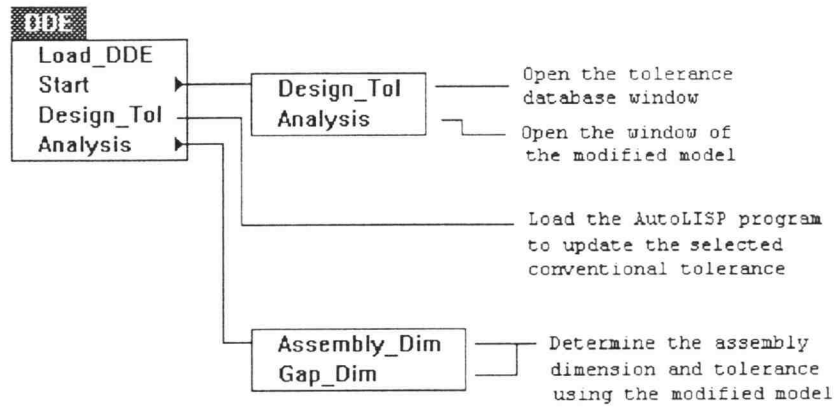 DDE
Load_DDE
Start
Design_Tol
Analysis
Design_Tol
Analysis
Open the tolerance
database window
Open the window of
the modified model
Load the AutoLISP program
to update the selected
conventional tolerance
Assembly_Dim
Gap_Dim
Determine the assembly
dimension and tolerance
using the modified model